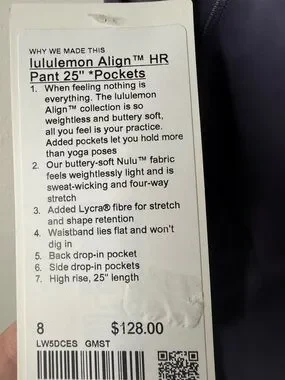 WHY WE MADE THIS
lululemon Align™ HR
Pant 25" *Pockets
1. When feeling nothing is
everything. The lululemon
Align™ collection is so
weightless and buttery soft,
all you feel is your practice.
Added pockets let you hold more
than yoga poses
2. Our buttery-soft Nulu™ fabric
feels weightlessly light and is
sweat-wicking and four-way
stretch
3. Added Lycra® fibre for stretch
and shape retention
4. Waistband lies flat and won't
dig in
5. Back drop-in pocket
6. Side drop-in pockets
7. High rise, 25" length
8 $128.00
LW5DCES GMST